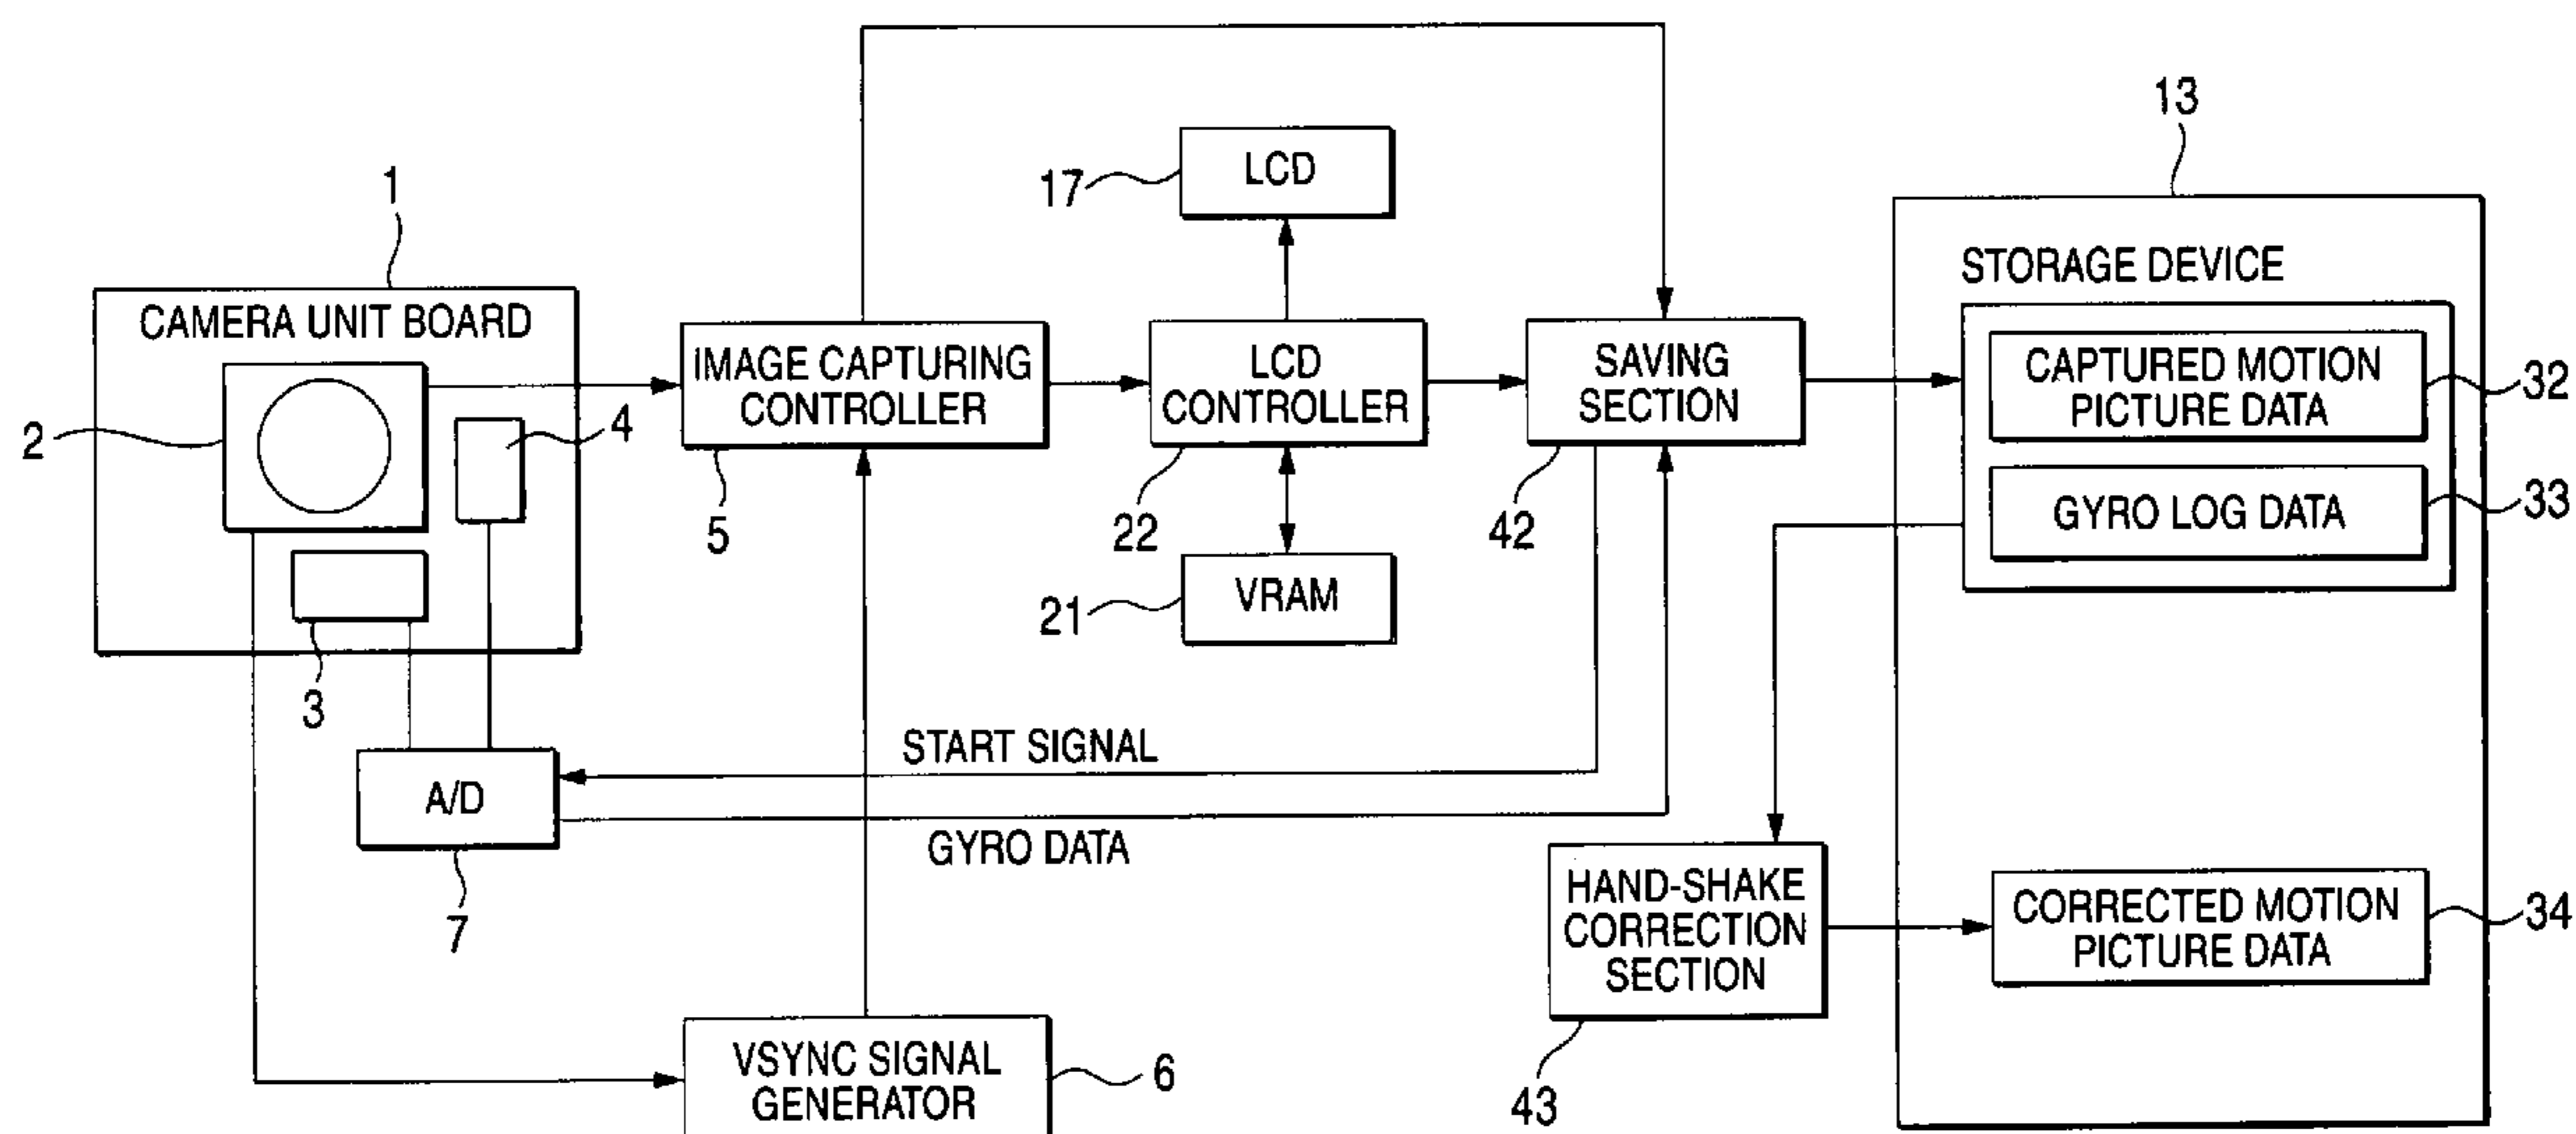 13
1
17
LCD
STORAGE DEVICE
CAMERA UNIT BOARD
IMAGE CAPTURING
CONTROLLER
LCD
CONTROLLER
SAVING
SECTION
CAPTURED MOTION
PICTURE DATA
32
2
4
5
22
42
GYRO LOG DATA
33
21
VRAM
3
START SIGNAL
A/D
GYRO DATA
7
HAND-SHAKE
CORRECTION
SECTION
CORRECTED MOTION
PICTURE DATA
34
VSYNC SIGNAL
GENERATOR
6
43